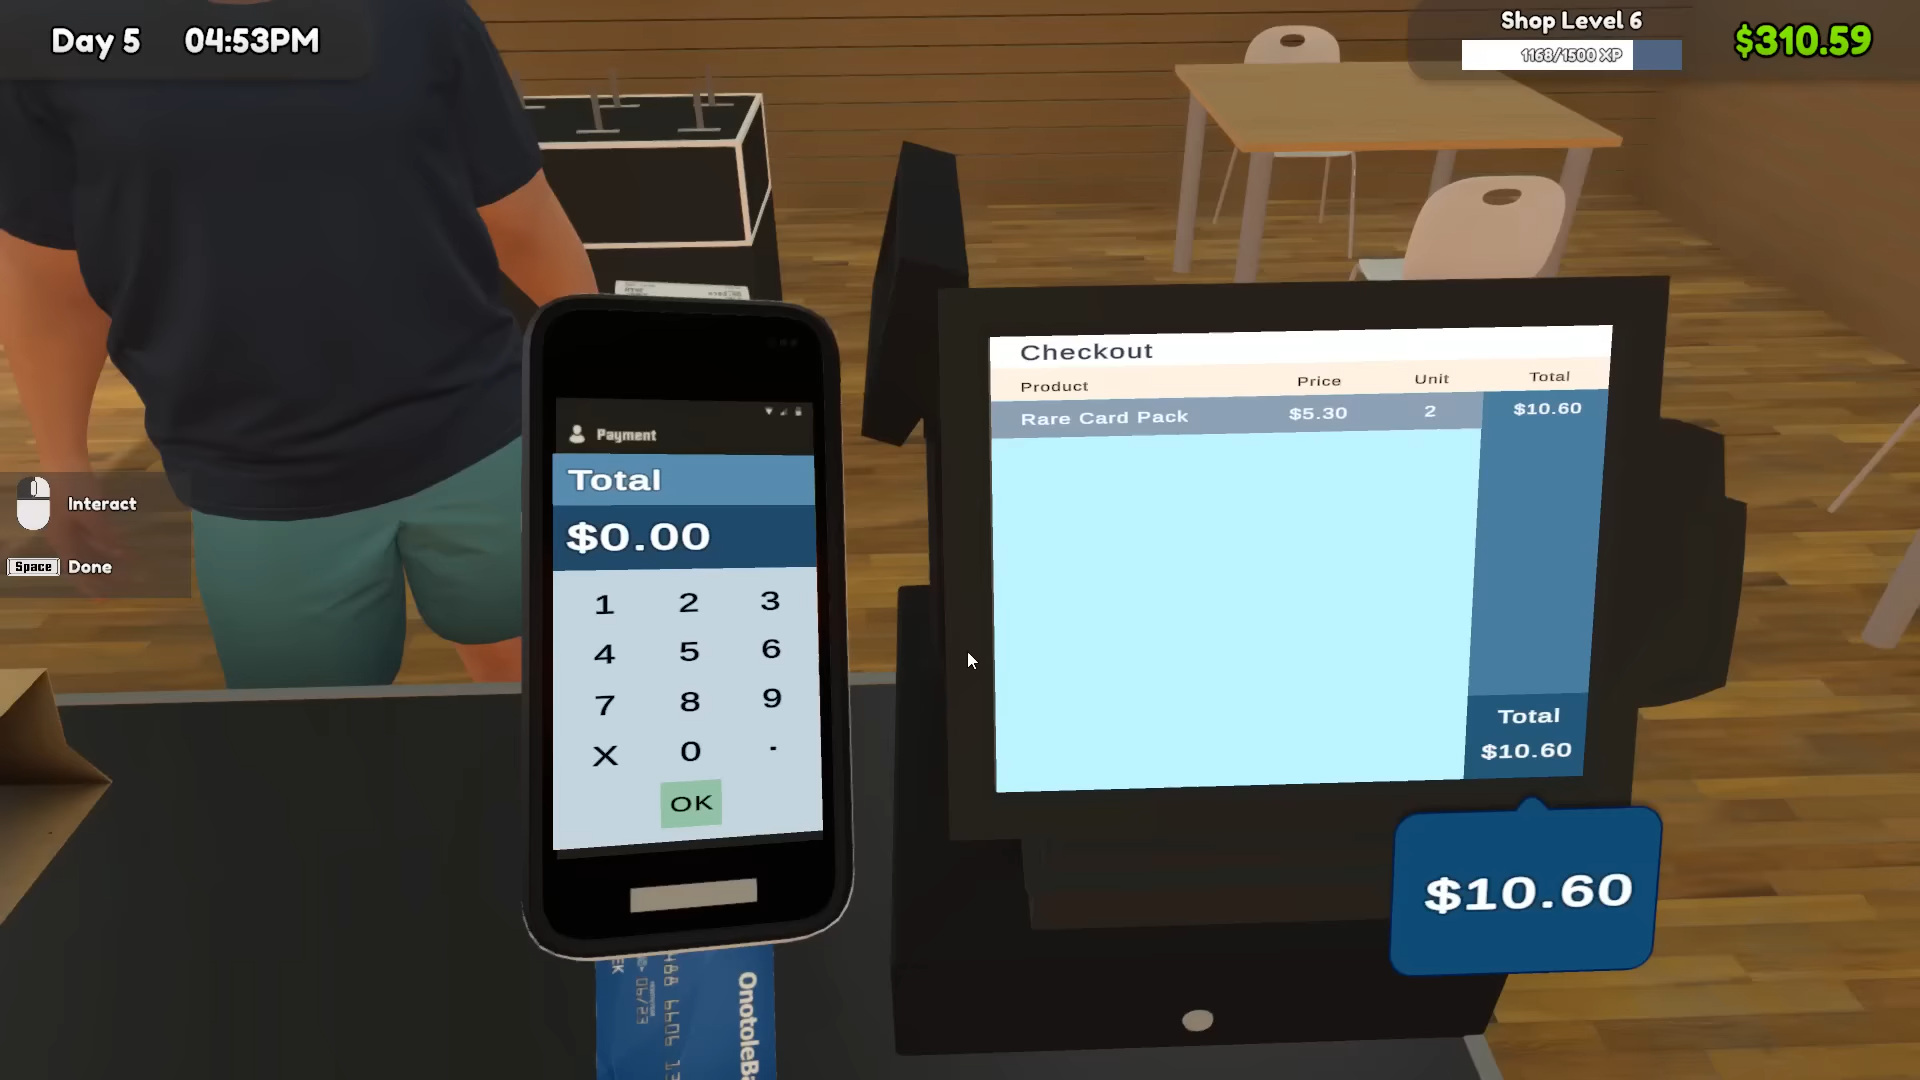 Day 5 04:53PM
Shop Level 6
1168/1500 XP
$310.59
Interact
Space Done
Payment
Total
$0.00
1 2 3
4 5 6
7 8 9
X 0 .
OK
Checkout
Product Price Unit Total
Rare Card Pack $5.30 2 $10.60
Total
$10.60
$10.60
06/23